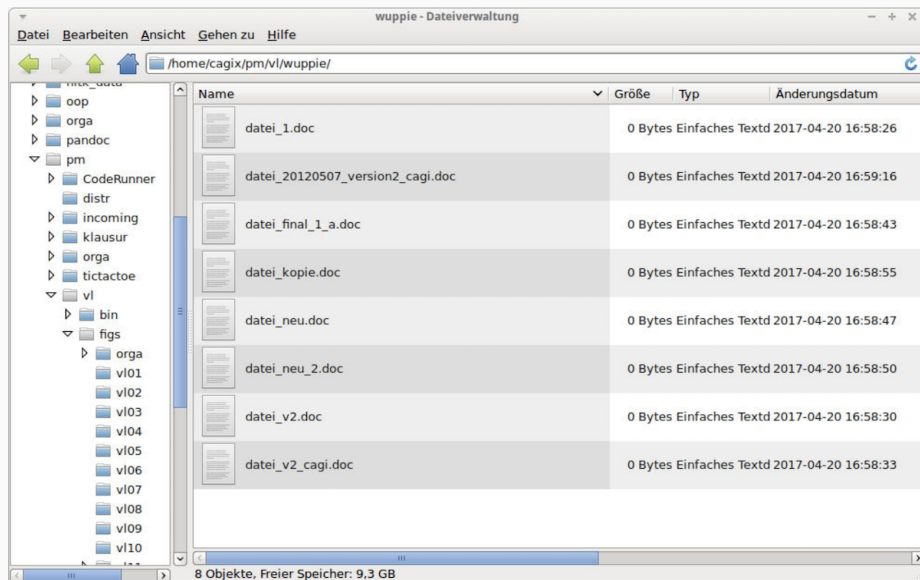 wuppie - Dateiverwaltung
Datei Bearbeiten Ansicht Gehen zu Hilfe
/home/cagix/pm/vl/wuppie/
oop
orga
pandoc
pm
CodeRunner
distr
incoming
klausur
orga
tictactoe
vl
bin
figs
orga
vl01
vl02
vl03
vl04
vl05
vl06
vl07
vl08
vl09
vl10
Name Größe Typ Änderungsdatum
datei_1.doc 0 Bytes Einfaches Textd 2017-04-20 16:58:26
datei_20120507_version2_cagi.doc 0 Bytes Einfaches Textd 2017-04-20 16:59:16
datei_final_1_a.doc 0 Bytes Einfaches Textd 2017-04-20 16:58:43
datei_kopie.doc 0 Bytes Einfaches Textd 2017-04-20 16:58:55
datei_neu.doc 0 Bytes Einfaches Textd 2017-04-20 16:58:47
datei_neu_2.doc 0 Bytes Einfaches Textd 2017-04-20 16:58:50
datei_v2.doc 0 Bytes Einfaches Textd 2017-04-20 16:58:30
datei_v2_cagi.doc 0 Bytes Einfaches Textd 2017-04-20 16:58:33
8 Objekte, Freier Speicher: 9,3 GB